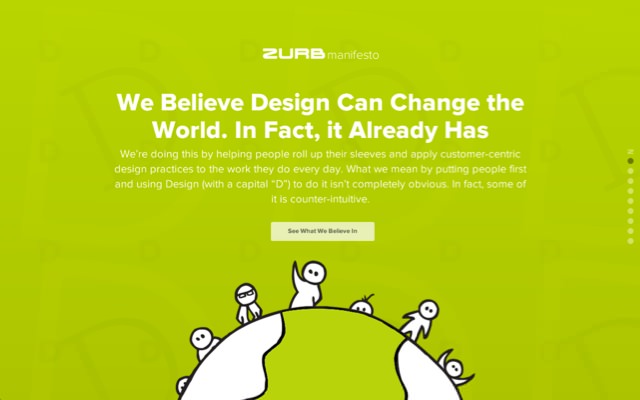 ZURB manifesto
We Believe Design Can Change the
World. In Fact, it Already Has
We're doing this by helping people roll up their sleeves and apply customer-centric
design practices to the work they do every day. What we mean by putting people first
and using Design (with a capital “D”) to do it isn't completely obvious. In fact, some of
it is counter-intuitive.
See What We Believe In